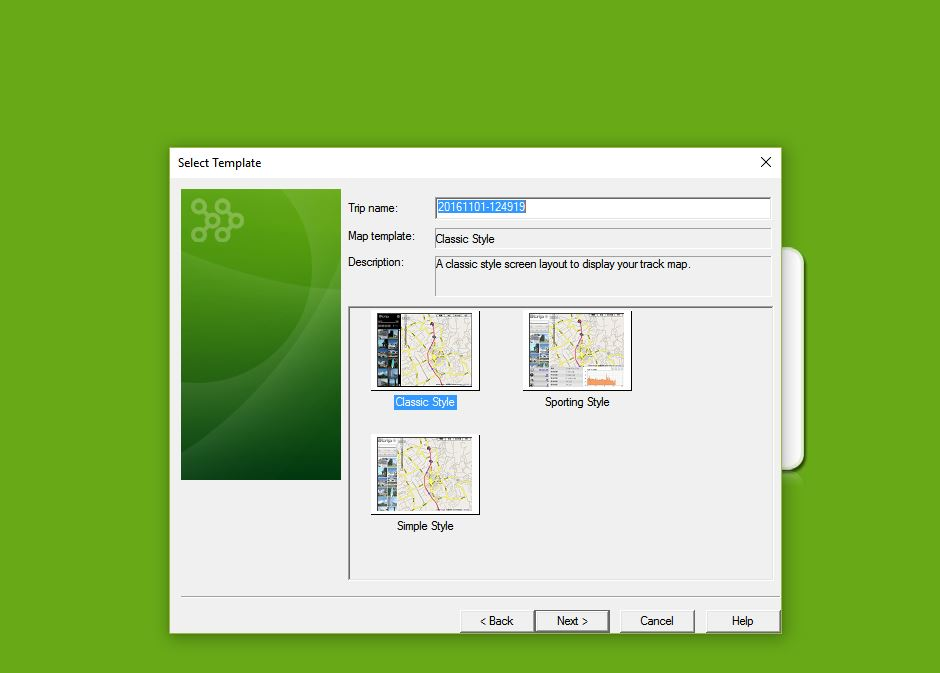 Select Template
Trip name:
20161101-124919
Map template:
Classic Style
Description:
A classic style screen layout to display your track map.
Classic Style
Sporting Style
Simple Style
< Back
Next >
Cancel
Help